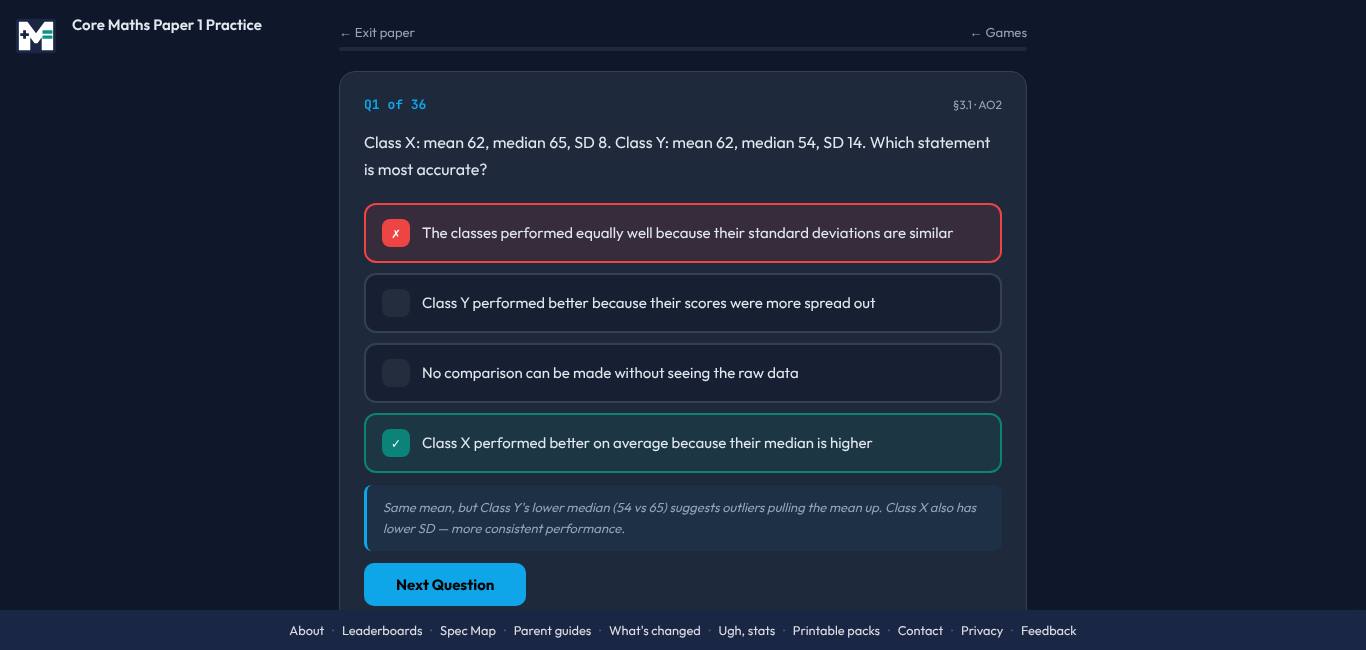 Core Maths Paper 1 Practice
← Exit paper
← Games
Q1 of 36
§3.1 · AO2
Class X: mean 62, median 65, SD 8. Class Y: mean 62, median 54, SD 14. Which statement
is most accurate?
✗ The classes performed equally well because their standard deviations are similar
Class Y performed better because their scores were more spread out
No comparison can be made without seeing the raw data
✓ Class X performed better on average because their median is higher
Same mean, but Class Y's lower median (54 vs 65) suggests outliers pulling the mean up. Class X also has
lower SD — more consistent performance.
Next Question
About · Leaderboards · Spec Map · Parent guides · What's changed · Ugh, stats · Printable packs · Contact · Privacy · Feedback